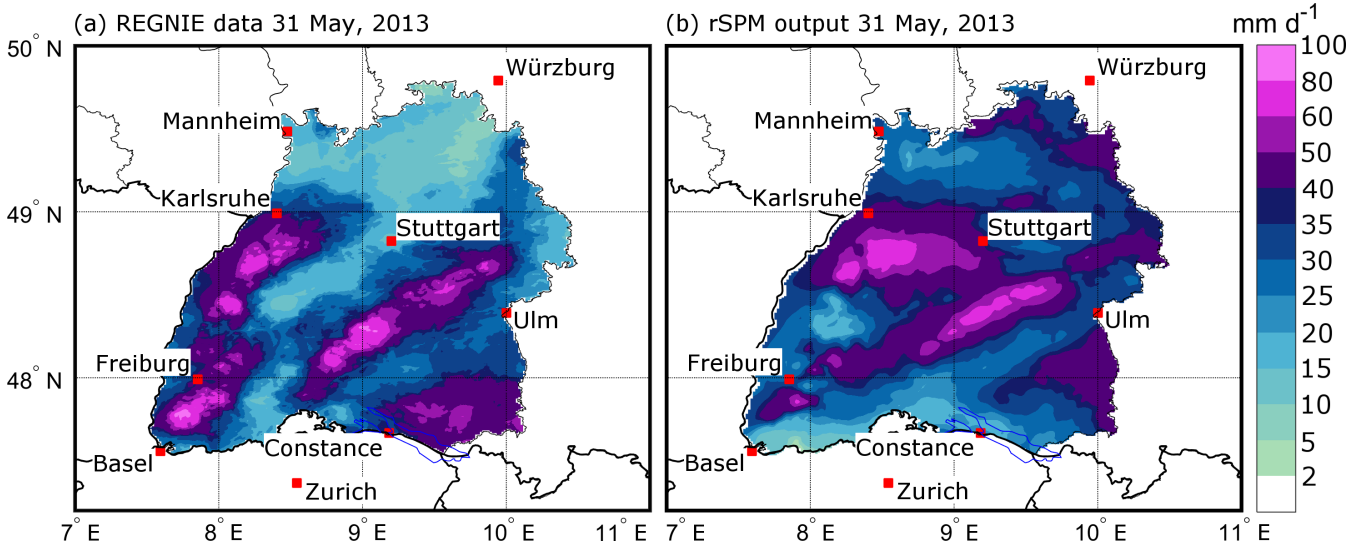 (a) REGNIE data 31 May, 2013
(b) rSPM output 31 May, 2013
mm d⁻¹
50° N
49° N
48° N
Würzburg
Mannheim
Karlsruhe
Stuttgart
Ulm
Freiburg
Constance
Basel
Zurich
7° E
8° E
9° E
10° E
11° E
Würzburg
Mannheim
Karlsruhe
Stuttgart
Ulm
Freiburg
Constance
Basel
Zurich
7° E
8° E
9° E
10° E
11° E
100
80
60
50
40
35
30
25
20
15
10
5
2